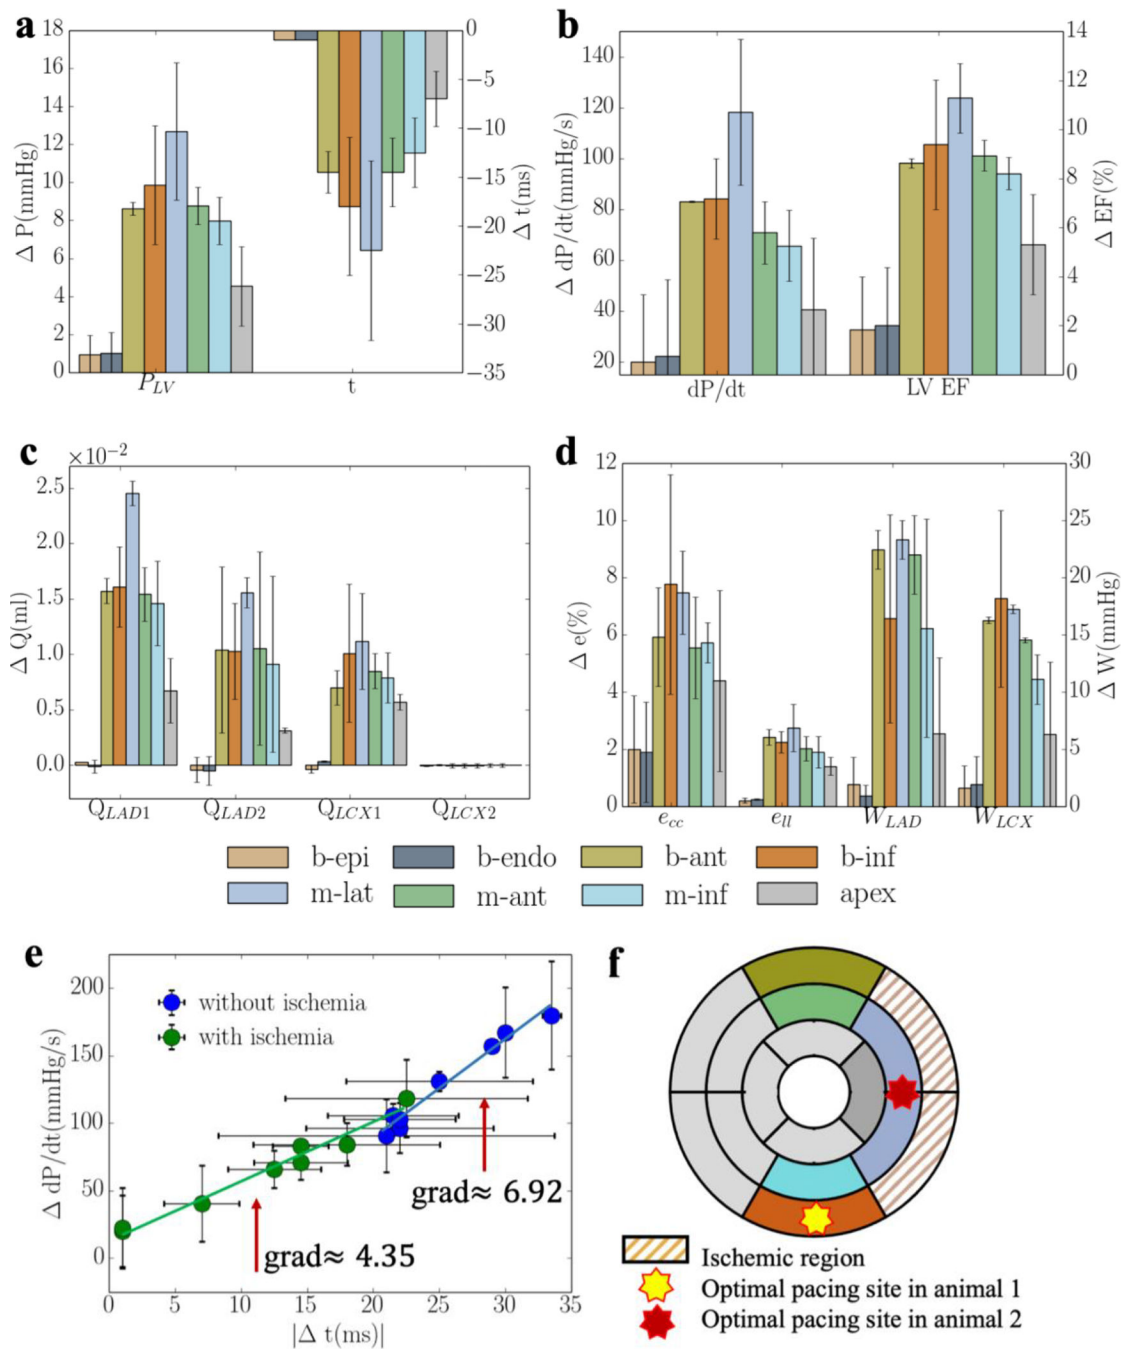 a
18
16
14
12
10
8
6
4
2
0
Δ P(mmHg)
0
−5
−10
−15
−20
−25
−30
−35
Δ t(ms)
P_LV
t
b
140
120
100
80
60
40
20
Δ dP/dt(mmHg/s)
14
12
10
8
6
4
2
0
Δ EF(%)
dP/dt
LV EF
c
×10⁻²
2.5
2.0
1.5
1.0
0.5
0.0
Δ Q(ml)
Q_LAD1
Q_LAD2
Q_LCX1
Q_LCX2
d
12
10
8
6
4
2
0
Δ e(%)
30
25
20
15
10
5
0
Δ W(mmHg)
e_cc
e_ll
W_LAD
W_LCX
b-epi b-endo b-ant b-inf
m-lat m-ant m-inf apex
e
200
150
100
50
0
Δ dP/dt(mmHg/s)
without ischemia
with ischemia
grad≈ 6.92
grad≈ 4.35
0 5 10 15 20 25 30 35
|Δ t(ms)|
f
Ischemic region
Optimal pacing site in animal 1
Optimal pacing site in animal 2